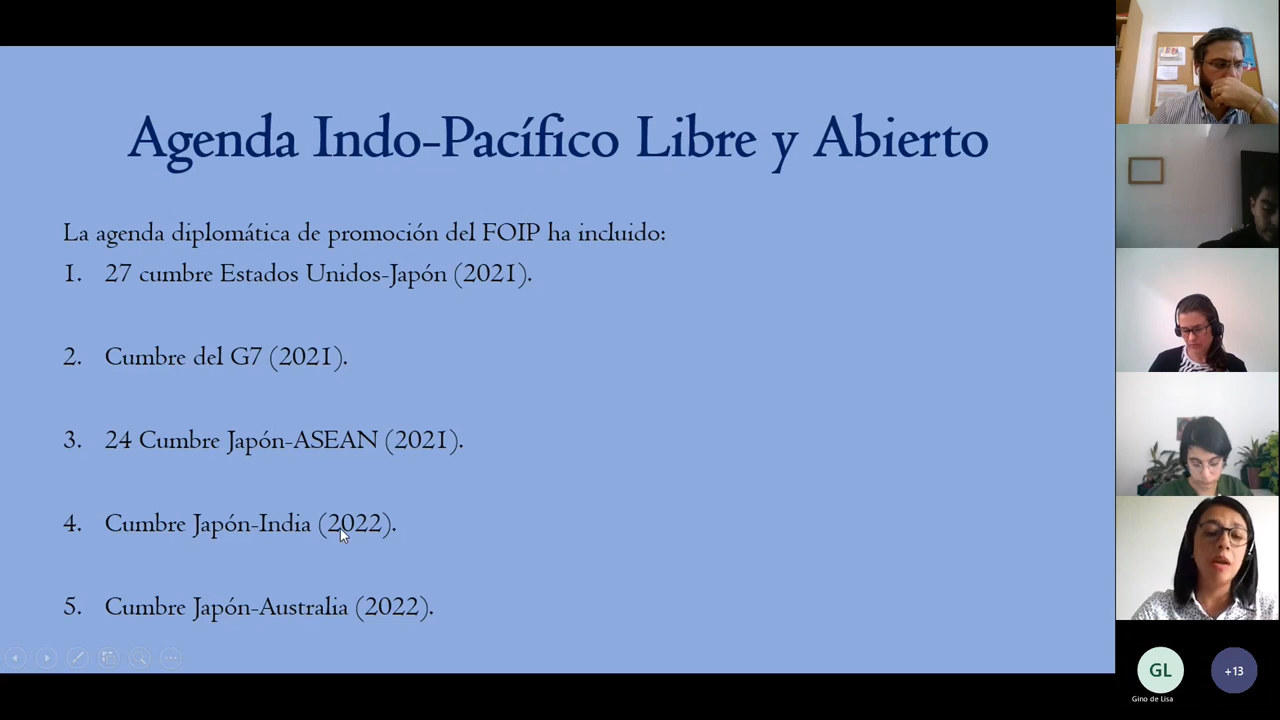 Agenda Indo-Pacífico Libre y Abierto
La agenda diplomática de promoción del FOIP ha incluido:
1. 27 cumbre Estados Unidos-Japón (2021).
2. Cumbre del G7 (2021).
3. 24 Cumbre Japón-ASEAN (2021).
4. Cumbre Japón-India (2022).
5. Cumbre Japón-Australia (2022).
GL
+13
Gino de Lisa